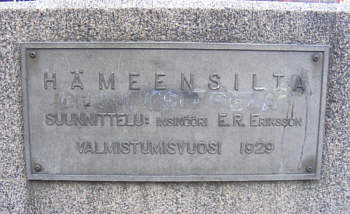 HÄMEENSILTA
SUUNNITTELU: INSINÖÖRI E.R. ERIKSSON
VALMISTUMISVUOSI 1929